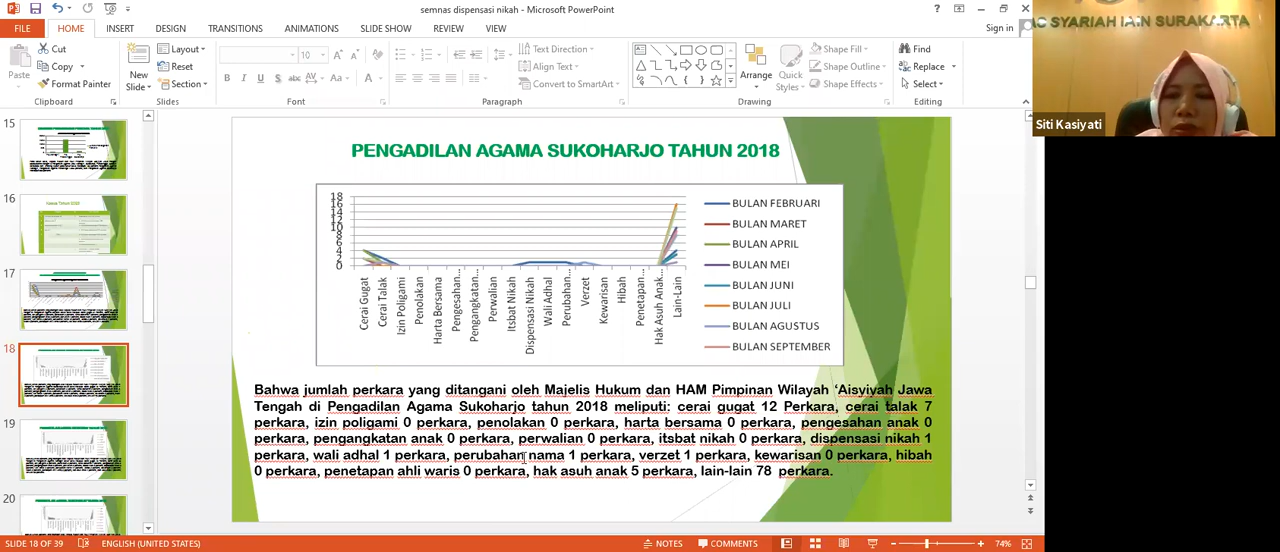 semnas dispensasi nikah - Microsoft PowerPoint
Sign in
FILE
HOME
INSERT
DESIGN
TRANSITIONS
ANIMATIONS
SLIDE SHOW
REVIEW
VIEW
Paste
Cut
Copy
Format Painter
Clipboard
New
Slide
Layout
Reset
Section
Slides
10
B I U S abc AV Aa A
Font
Text Direction
Align Text
Convert to SmartArt
Paragraph
Arrange
Quick
Styles
Shape Fill
Shape Outline
Shape Effects
Drawing
Find
Replace
Select
Editing
SYARIAH IAIN SURAKARTA
Siti Kasiyati
15
16
17
18
19
20
PENGADILAN AGAMA SUKOHARJO TAHUN 2018
18
16
14
12
10
8
6
4
2
0
Cerai Gugat
Cerai Talak
Izin Poligami
Penolakan
Harta Bersama
Pengesahan...
Pengangkatan...
Perwalian
Itsbat Nikah
Dispensasi Nikah
Wali Adhal
Perubahan...
Verzet
Kewarisan
Hibah
Penetapan...
Hak Asuh Anak...
Lain-Lain
BULAN FEBRUARI
BULAN MARET
BULAN APRIL
BULAN MEI
BULAN JUNI
BULAN JULI
BULAN AGUSTUS
BULAN SEPTEMBER
Bahwa jumlah perkara yang ditangani oleh Majelis Hukum dan HAM Pimpinan Wilayah ‘Aisyiyah Jawa
Tengah di Pengadilan Agama Sukoharjo tahun 2018 meliputi: cerai gugat 12 Perkara, cerai talak 7
perkara, izin poligami 0 perkara, penolakan 0 perkara, harta bersama 0 perkara, pengesahan anak 0
perkara, pengangkatan anak 0 perkara, perwalian 0 perkara, itsbat nikah 0 perkara, dispensasi nikah 1
perkara, wali adhal 1 perkara, perubahan nama 1 perkara, verzet 1 perkara, kewarisan 0 perkara, hibah
0 perkara, penetapan ahli waris 0 perkara, hak asuh anak 5 perkara, lain-lain 78 perkara.
SLIDE 18 OF 39
ENGLISH (UNITED STATES)
NOTES
COMMENTS
74%